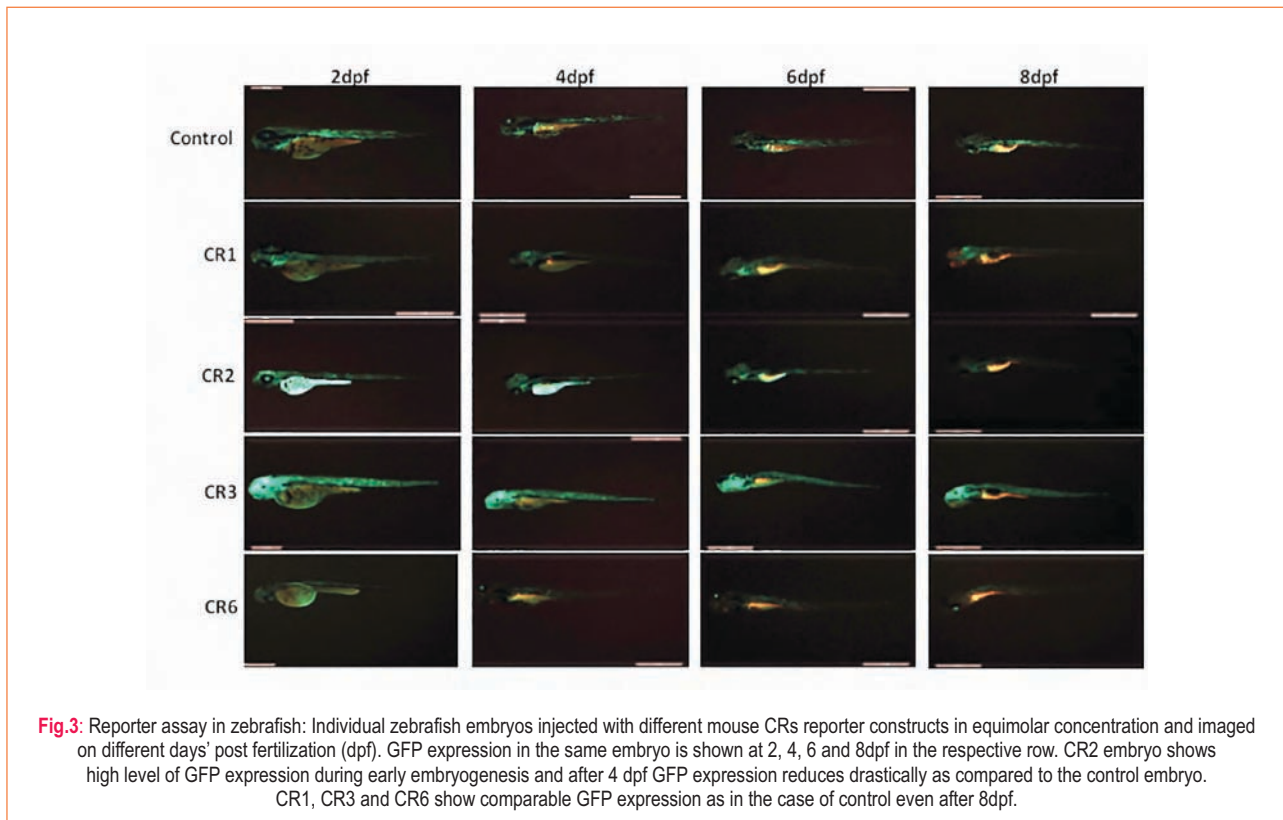 2dpf 4dpf 6dpf 8dpf
Control
CR1
CR2
CR3
CR6
Fig.3: Reporter assay in zebrafish: Individual zebrafish embryos injected with different mouse CRs reporter constructs in equimolar concentration and imaged
on different days' post fertilization (dpf). GFP expression in the same embryo is shown at 2, 4, 6 and 8dpf in the respective row. CR2 embryo shows
high level of GFP expression during early embryogenesis and after 4 dpf GFP expression reduces drastically as compared to the control embryo.
CR1, CR3 and CR6 show comparable GFP expression as in the case of control even after 8dpf.